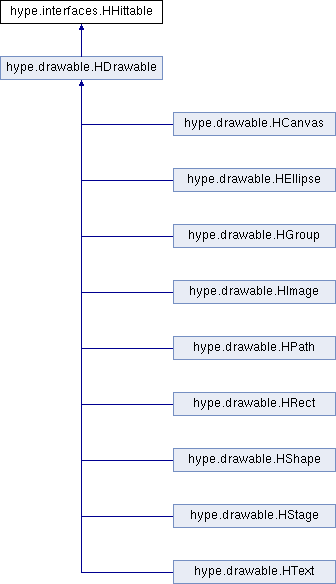 hype.interfaces.HHittable
hype.drawable.HDrawable
hype.drawable.HCanvas
hype.drawable.HEllipse
hype.drawable.HGroup
hype.drawable.HImage
hype.drawable.HPath
hype.drawable.HRect
hype.drawable.HShape
hype.drawable.HStage
hype.drawable.HText